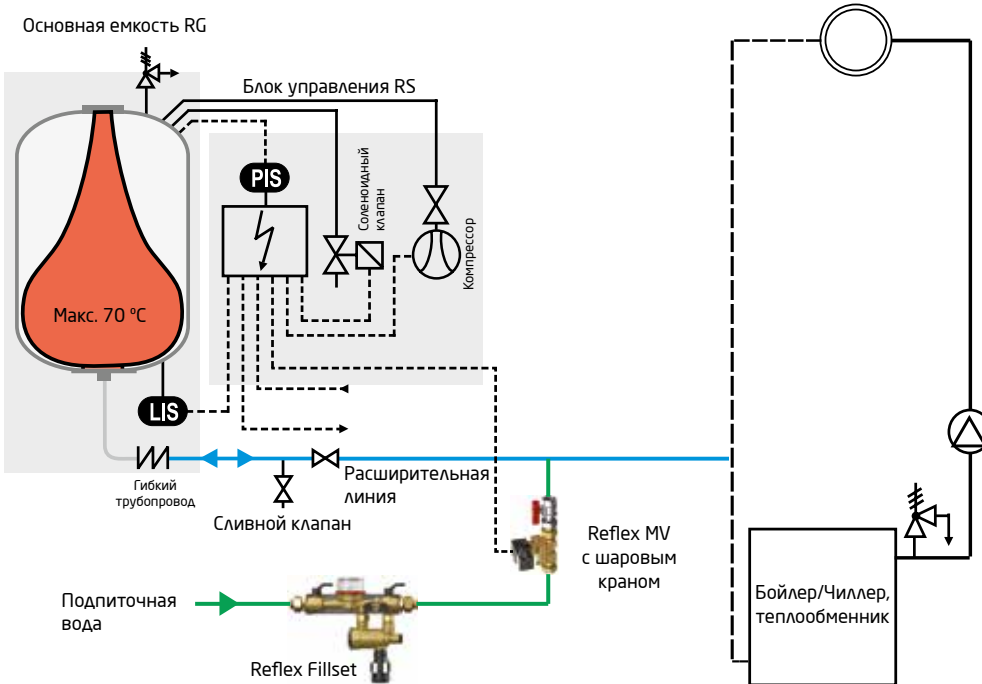 Основная емкость RG
Блок управления RS
PIS
Соленоидный
клапан
Компрессор
Макс. 70 ºC
LIS
Гибкий
трубопровод
Расширительная
линия
Сливной клапан
Reflex MV
с шаровым
краном
Подпиточная
вода
Reflex Fillset
Бойлер/Чиллер,
теплообменник